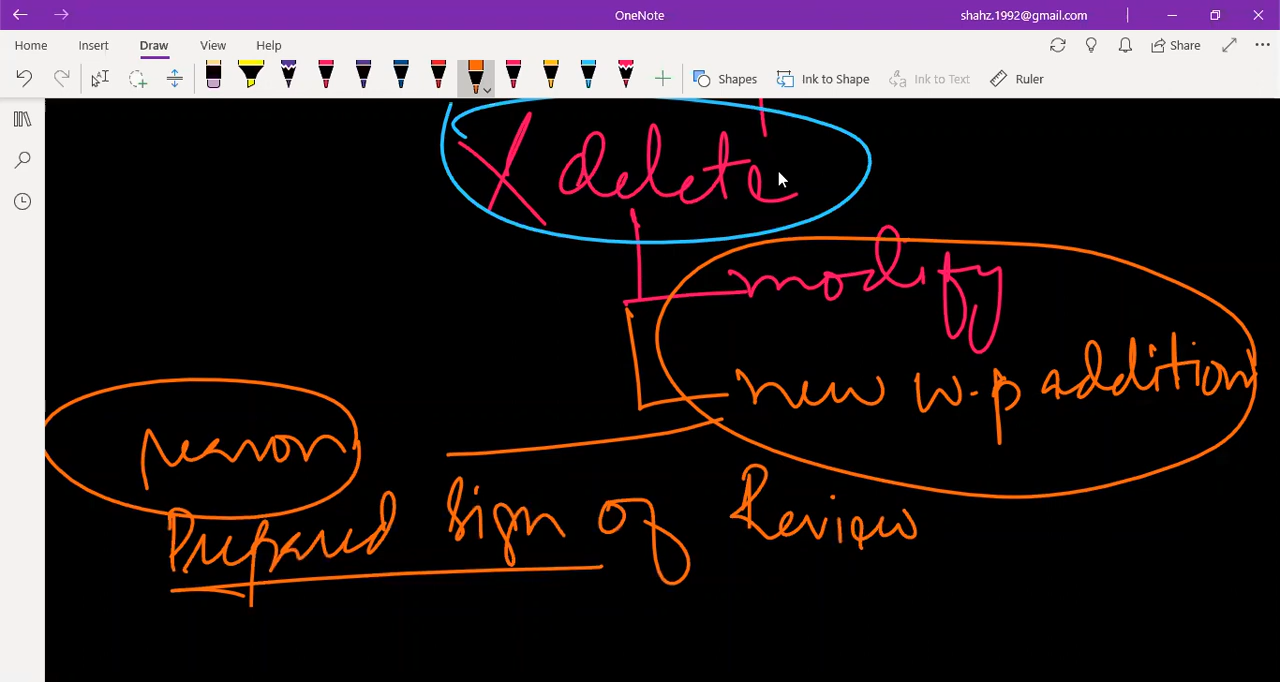 OneNote
shahz.1992@gmail.com
Home Insert Draw View Help
Share
Shapes Ink to Shape Ink to Text Ruler
X delete
modify
new w.p addition
reason
Prepared Sign of Review